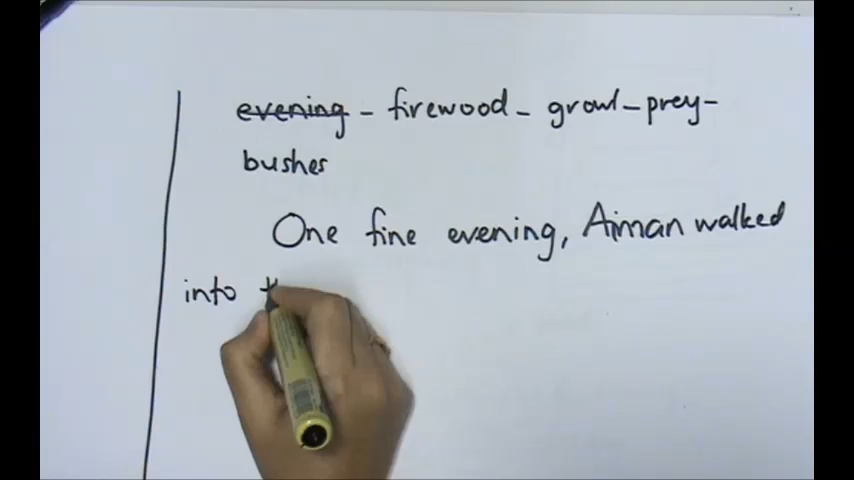 evening - firewood - growl - prey -
bushes
One fine evening, Aiman walked
into